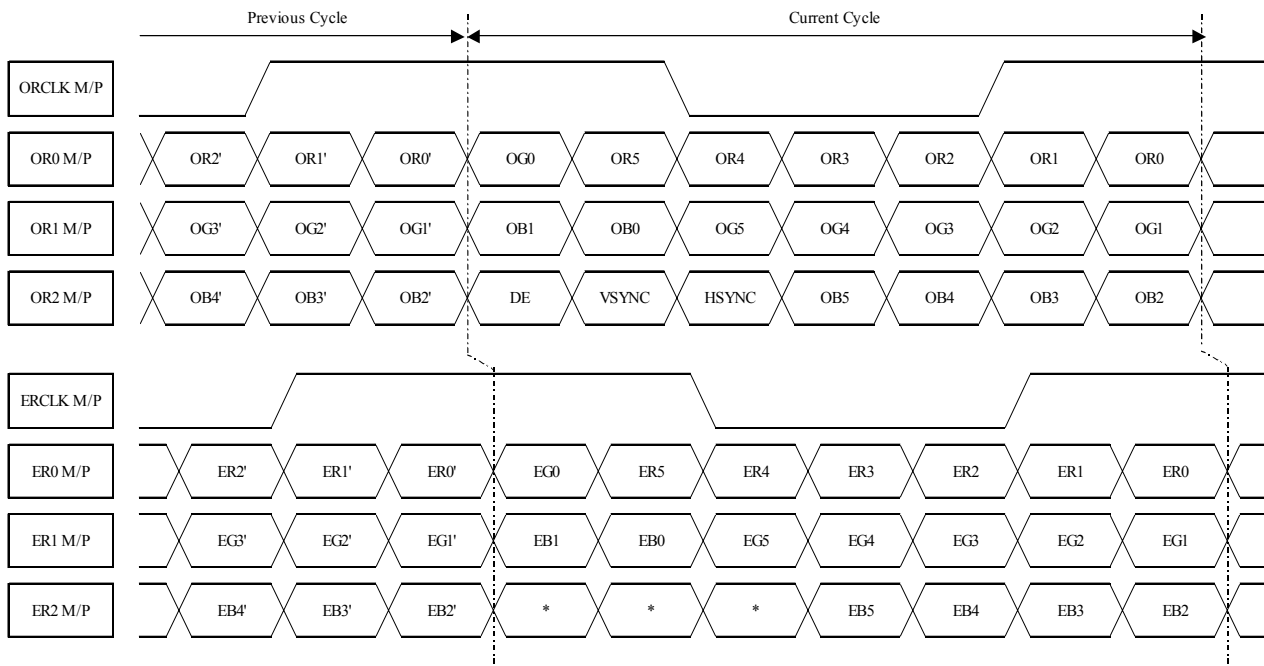 Previous Cycle Current Cycle
ORCLK M/P
OR0 M/P OR2' OR1' OR0' OG0 OR5 OR4 OR3 OR2 OR1 OR0
OR1 M/P OG3' OG2' OG1' OB1 OB0 OG5 OG4 OG3 OG2 OG1
OR2 M/P OB4' OB3' OB2' DE VSYNC HSYNC OB5 OB4 OB3 OB2
ERCLK M/P
ER0 M/P ER2' ER1' ER0' EG0 ER5 ER4 ER3 ER2 ER1 ER0
ER1 M/P EG3' EG2' EG1' EB1 EB0 EG5 EG4 EG3 EG2 EG1
ER2 M/P EB4' EB3' EB2' * * * EB5 EB4 EB3 EB2